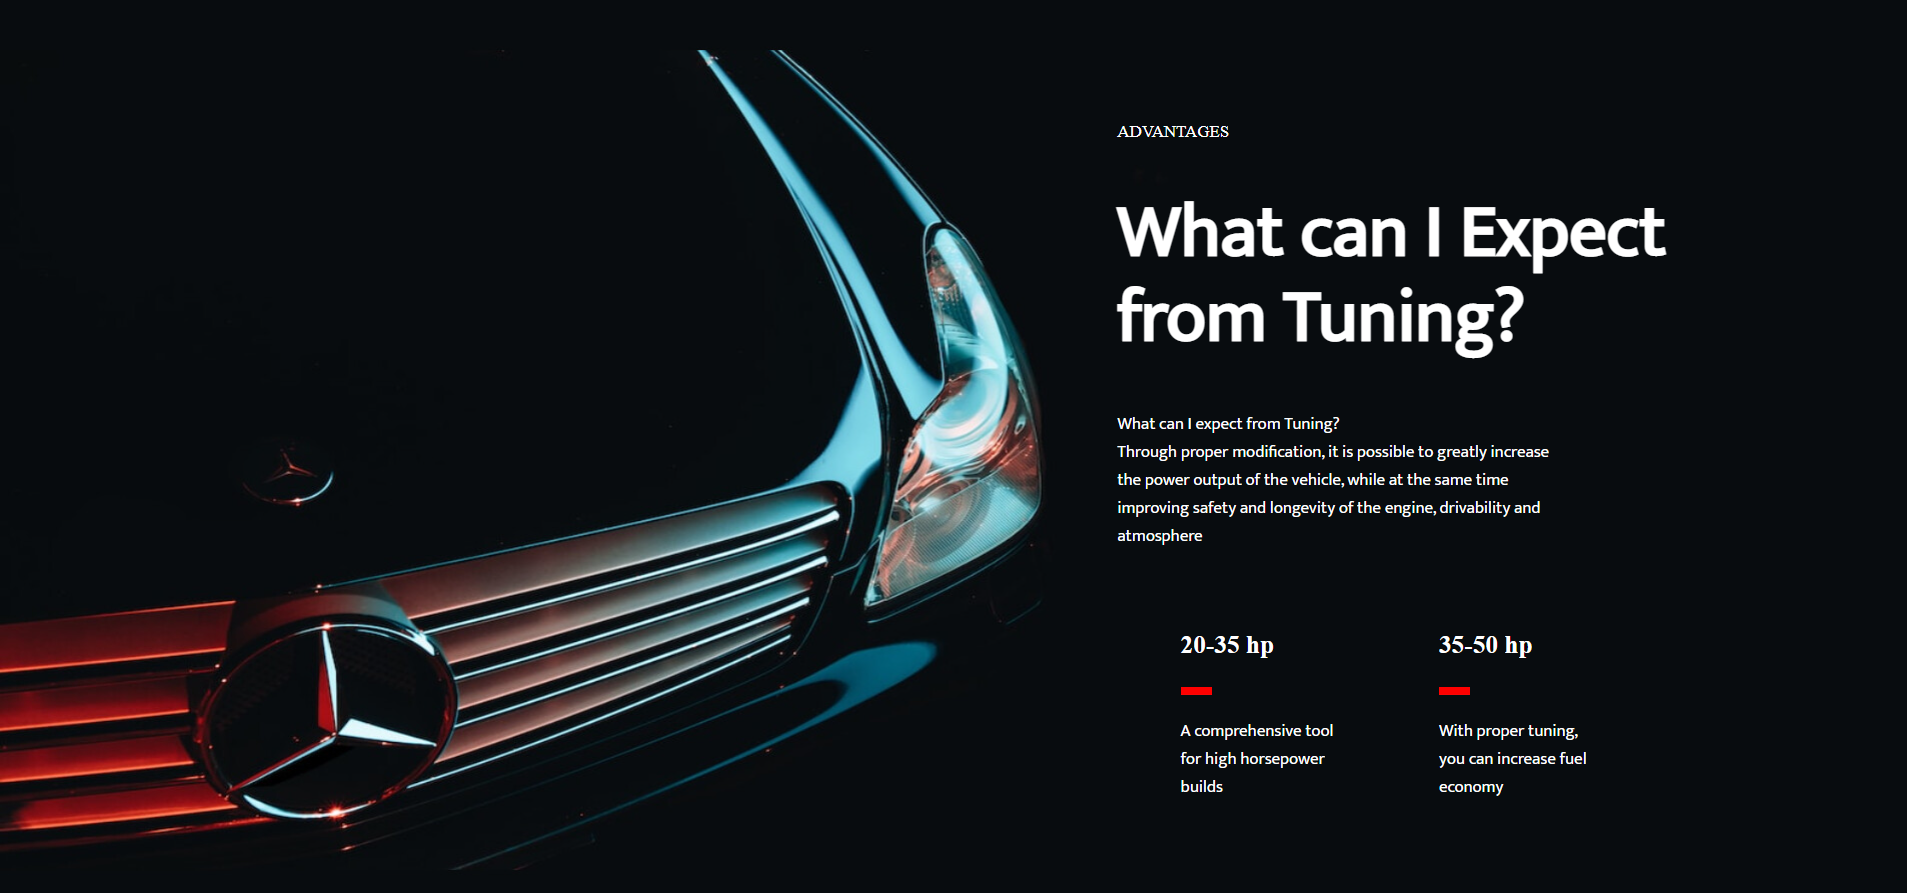 ADVANTAGES
What can I Expect
from Tuning?
What can I expect from Tuning?
Through proper modification, it is possible to greatly increase
the power output of the vehicle, while at the same time
improving safety and longevity of the engine, drivability and
atmosphere
20-35 hp
A comprehensive tool
for high horsepower
builds
35-50 hp
With proper tuning,
you can increase fuel
economy